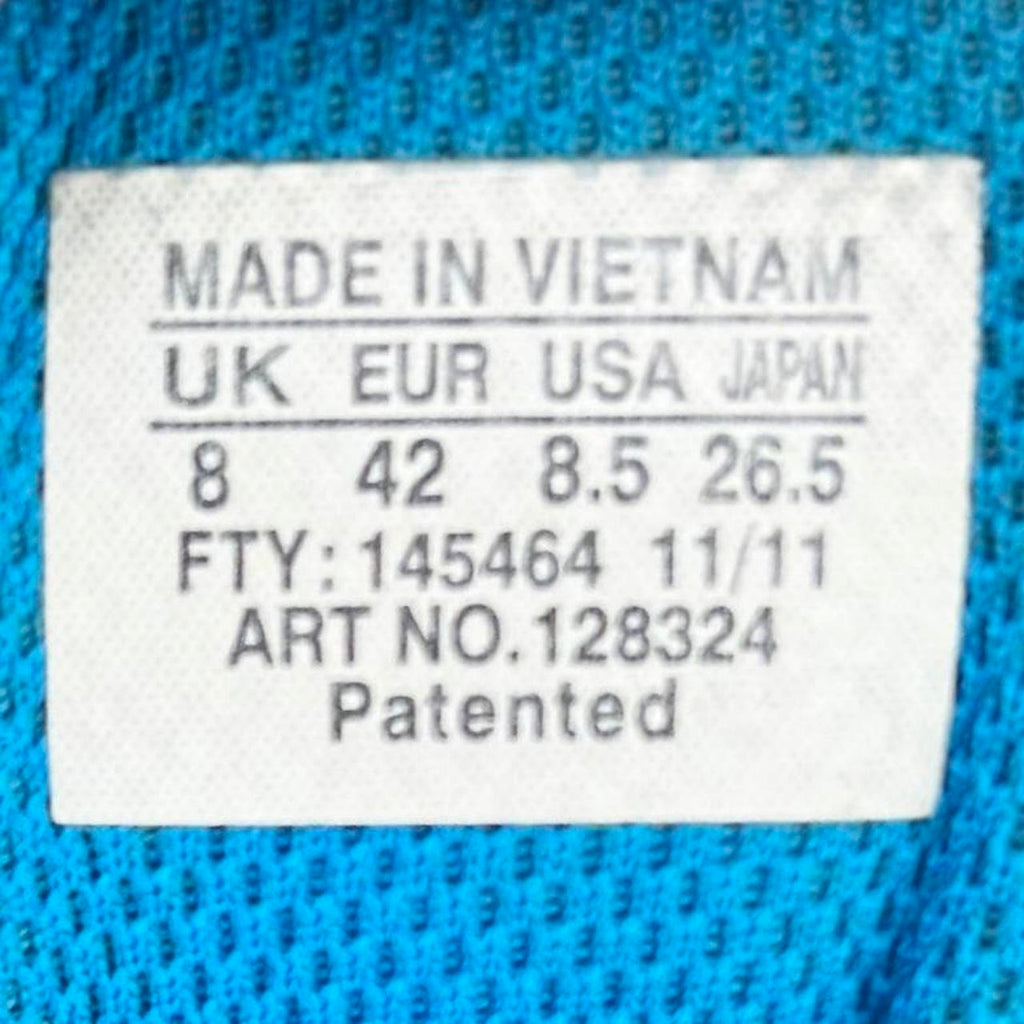 MADE IN VIETNAM
UK EUR USA JAPAN
8 42 8.5 26.5
FTY: 145464 11/11
ART NO. 128324
Patented